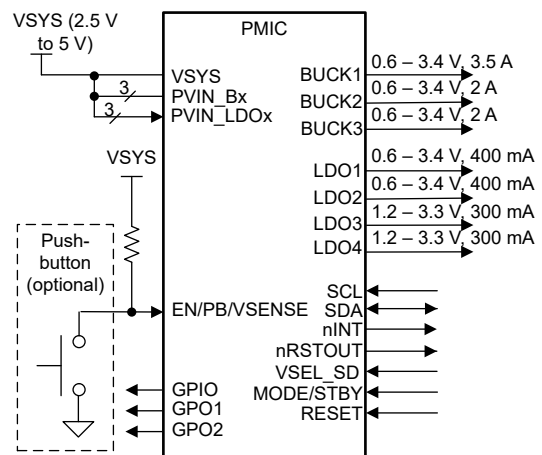 VSYS (2.5 V
to 5 V)
PMIC
VSYS
3
PVIN_Bx
3
PVIN_LDOx
VSYS
Push-
button
(optional)
EN/PB/VSENSE
GPIO
GPO1
GPO2
BUCK1
0.6 – 3.4 V, 3.5 A
BUCK2
0.6 – 3.4 V, 2 A
BUCK3
0.6 – 3.4 V, 2 A
LDO1
0.6 – 3.4 V, 400 mA
LDO2
0.6 – 3.4 V, 400 mA
LDO3
1.2 – 3.3 V, 300 mA
LDO4
1.2 – 3.3 V, 300 mA
SCL
SDA
nINT
nRSTOUT
VSEL_SD
MODE/STBY
RESET